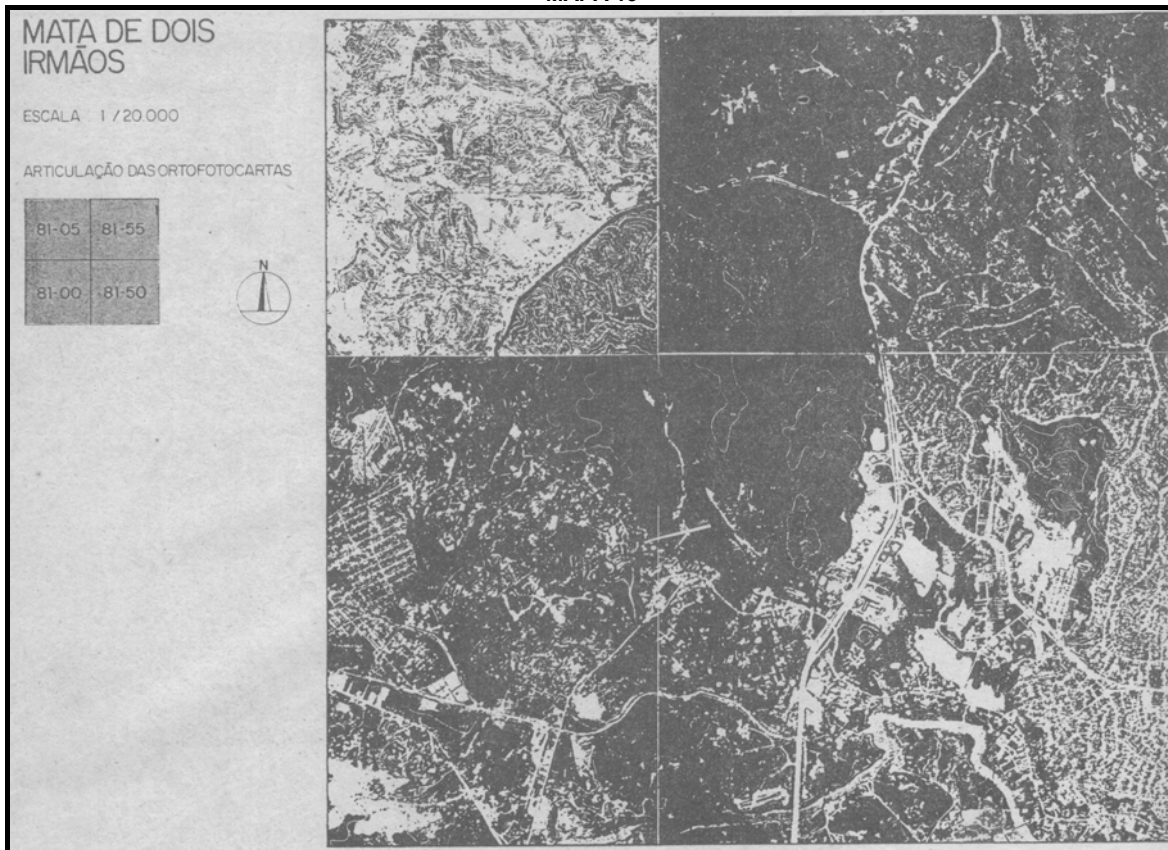 MATA DE DOIS
IRMÃOS
ESCALA 1/20.000
ARTICULAÇÃO DAS ORTOFOTOCARTAS
81-05 81-55
81-00 81-50
N